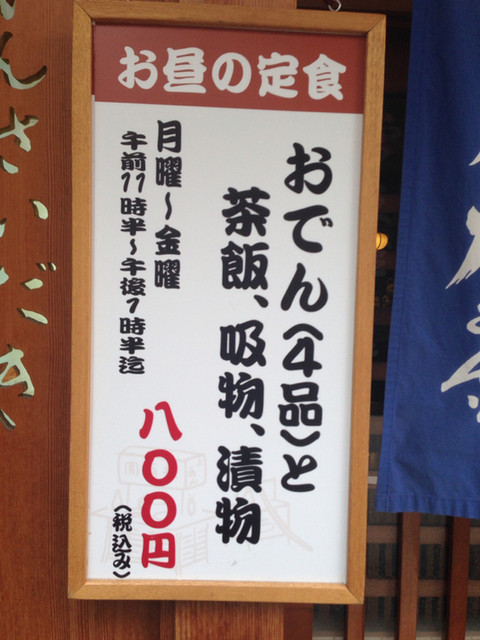 お昼の定食
おでん(4品)と
茶飯、吸物、漬物
月曜〜金曜
午前11時半〜午後1時半迄
八〇〇円
(税込み)